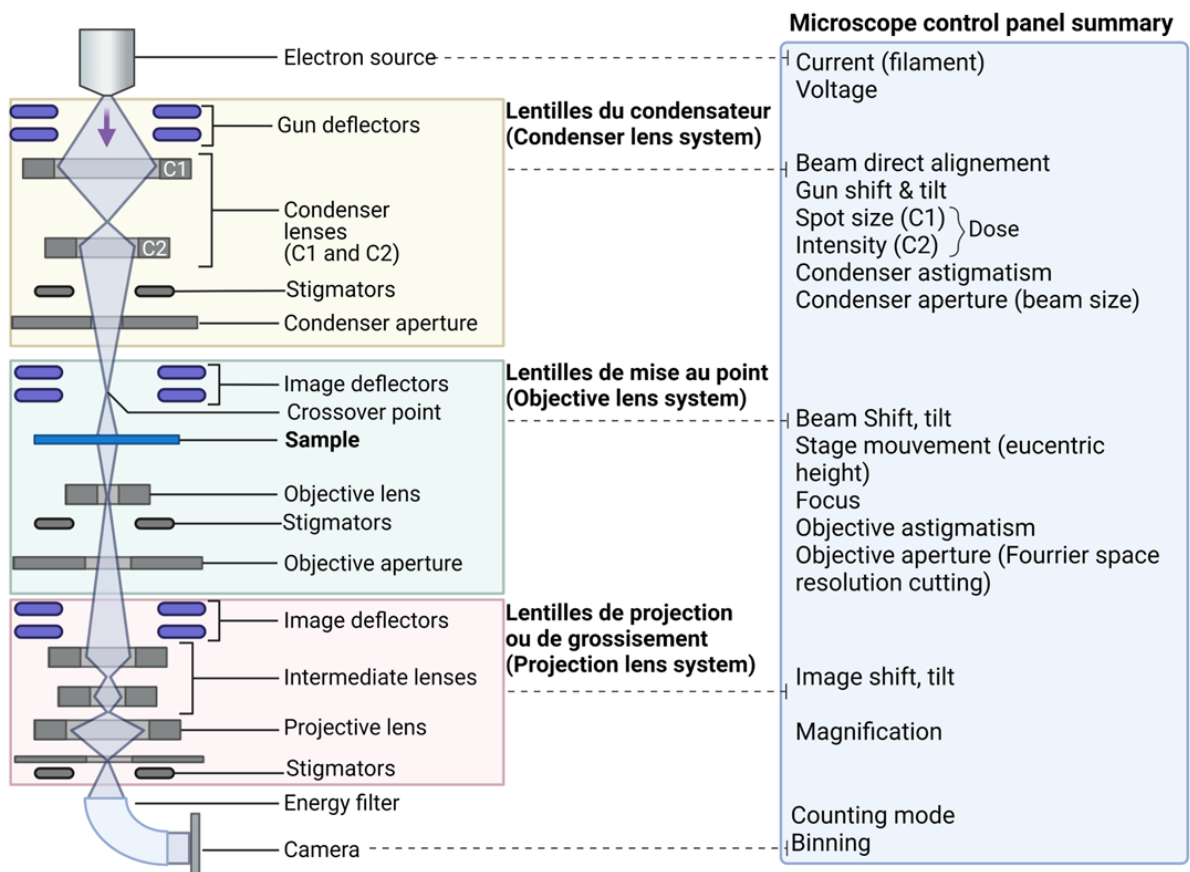 Microscope control panel summary
Electron source
Current (filament)
Voltage
Gun deflectors
C1
Condenser
lenses
(C1 and C2)
C2
Stigmators
Condenser aperture
Lentilles du condensateur
(Condenser lens system)
Beam direct alignement
Gun shift & tilt
Spot size (C1)
Intensity (C2)
Dose
Condenser astigmatism
Condenser aperture (beam size)
Image deflectors
Crossover point
Sample
Objective lens
Stigmators
Objective aperture
Lentilles de mise au point
(Objective lens system)
Beam Shift, tilt
Stage mouvement (eucentric
height)
Focus
Objective astigmatism
Objective aperture (Fourrier space
resolution cutting)
Image deflectors
Intermediate lenses
Projective lens
Stigmators
Lentilles de projection
ou de grossisement
(Projection lens system)
Image shift, tilt
Magnification
Energy filter
Camera
Counting mode
Binning